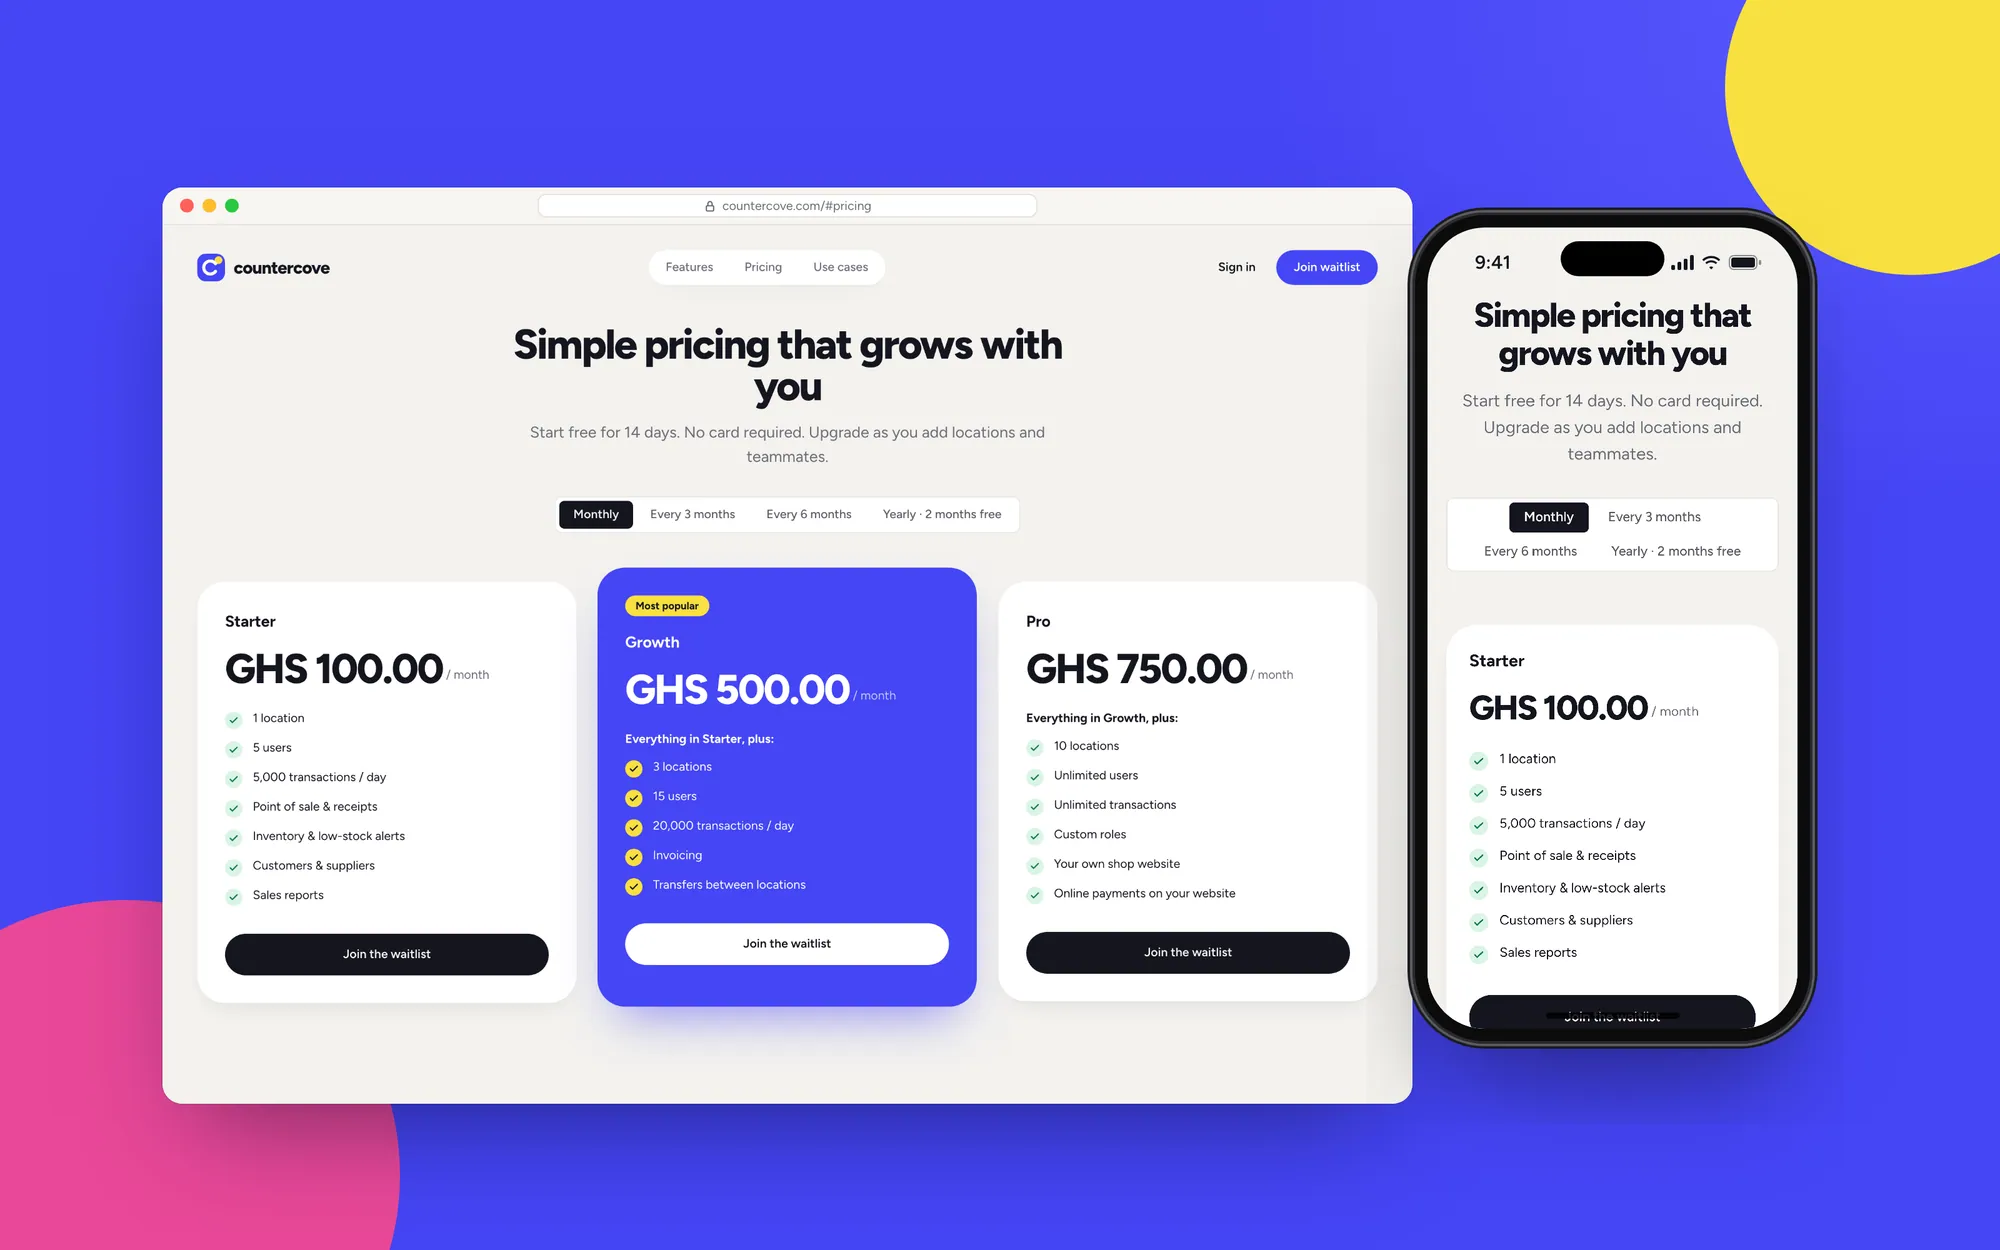 countercove.com/#pricing
countercove
Features Pricing Use cases
Sign in Join waitlist
Simple pricing that grows with
you
Start free for 14 days. No card required. Upgrade as you add locations and
teammates.
Monthly Every 3 months Every 6 months Yearly · 2 months free
Starter
GHS 100.00 / month
1 location
5 users
5,000 transactions / day
Point of sale & receipts
Inventory & low-stock alerts
Customers & suppliers
Sales reports
Join the waitlist
Most popular
Growth
GHS 500.00 / month
Everything in Starter, plus:
3 locations
15 users
20,000 transactions / day
Invoicing
Transfers between locations
Join the waitlist
Pro
GHS 750.00 / month
Everything in Growth, plus:
10 locations
Unlimited users
Unlimited transactions
Custom roles
Your own shop website
Online payments on your website
Join the waitlist
9:41
Simple pricing that
grows with you
Start free for 14 days. No card required.
Upgrade as you add locations and
teammates.
Monthly Every 3 months
Every 6 months Yearly · 2 months free
Starter
GHS 100.00 / month
1 location
5 users
5,000 transactions / day
Point of sale & receipts
Inventory & low-stock alerts
Customers & suppliers
Sales reports
Join the waitlist